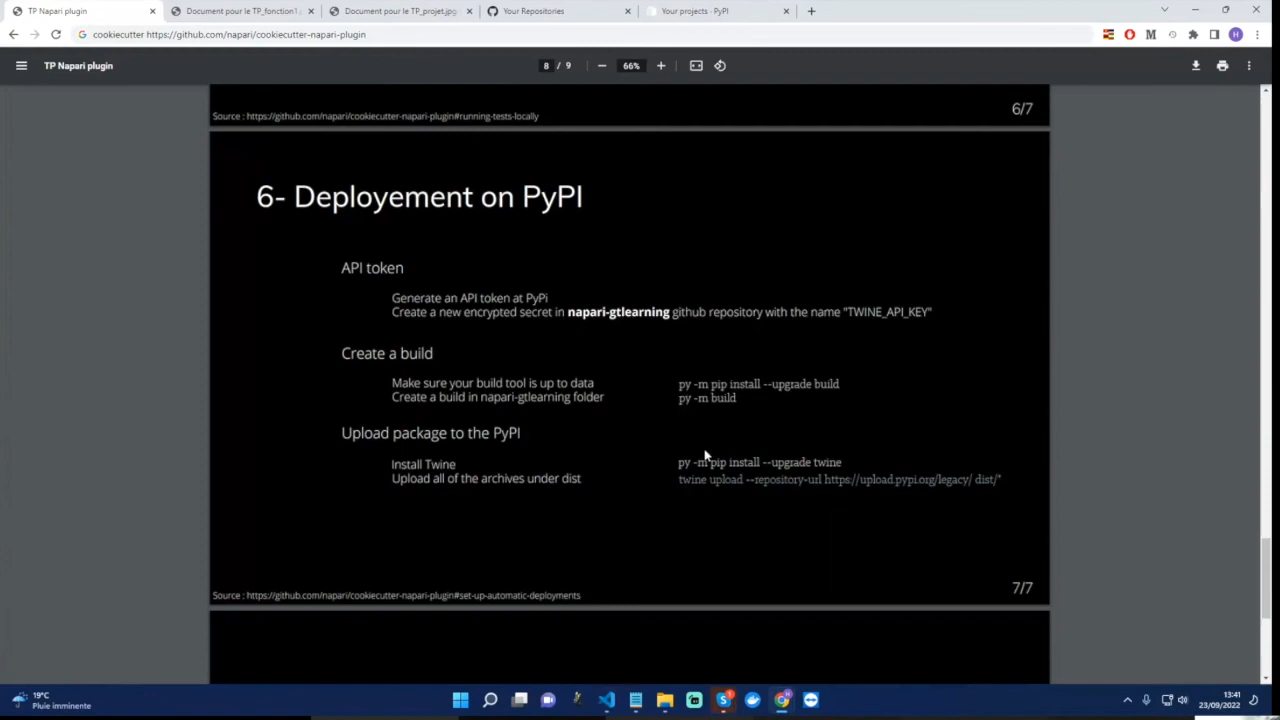 TP Napari plugin
Document pour le TP_fonction1.
Document pour le TP_projet.jpg
Your Repositories
Your projects · PyPI
cookiecutter https://github.com/napari/cookiecutter-napari-plugin
M
H
TP Napari plugin
8 / 9
66%
Source : https://github.com/napari/cookiecutter-napari-plugin#running-tests-locally
6/7
6- Deployement on PyPI
API token
Generate an API token at PyPi
Create a new encrypted secret in napari-gtlearning github repository with the name "TWINE_API_KEY"
Create a build
Make sure your build tool is up to data
py -m pip install --upgrade build
Create a build in napari-gtlearning folder
py -m build
Upload package to the PyPI
Install Twine
py -m pip install --upgrade twine
Upload all of the archives under dist
twine upload --repository-url https://upload.pypi.org/legacy/ dist/*
Source : https://github.com/napari/cookiecutter-napari-plugin#set-up-automatic-deployments
7/7
19°C
Pluie imminente
13:41
23/09/2022